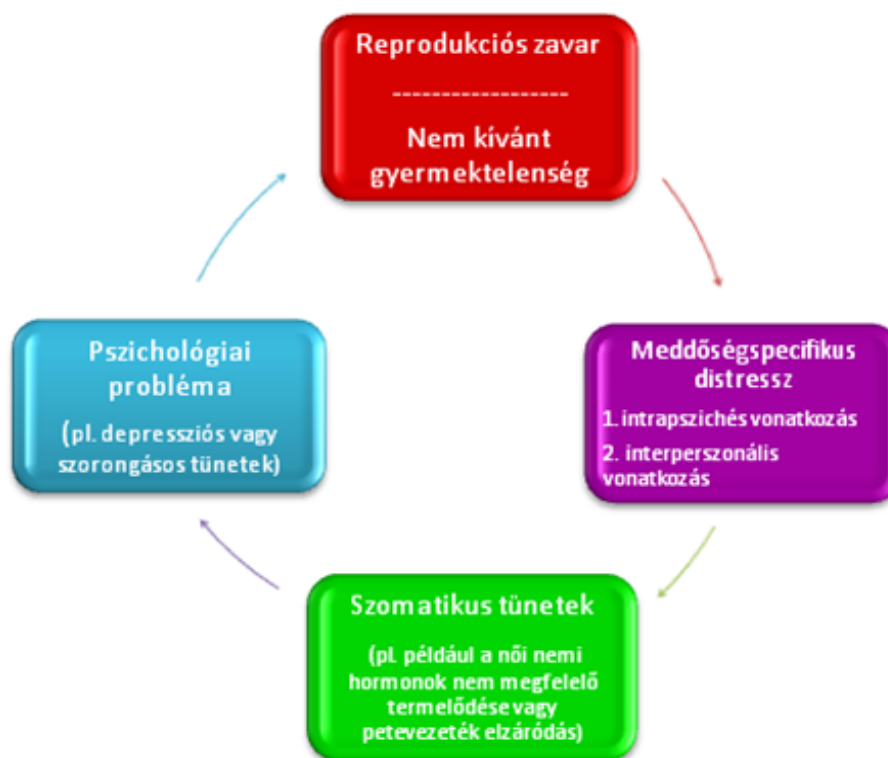 Reprodukciós zavar
------------------
Nem kívánt
gyermektelenség
Meddőségspecifikus
distressz
1. intrapszichés vonatkozás
2. interperszonális
vonatkozás
Szomatikus tünetek
(pl. például a női nemi
hormonok nem megfelelő
termelődése vagy
petevezeték elzáródás)
Pszichológiai
probléma
(pl. depressziós vagy
szorongásos tünetek)